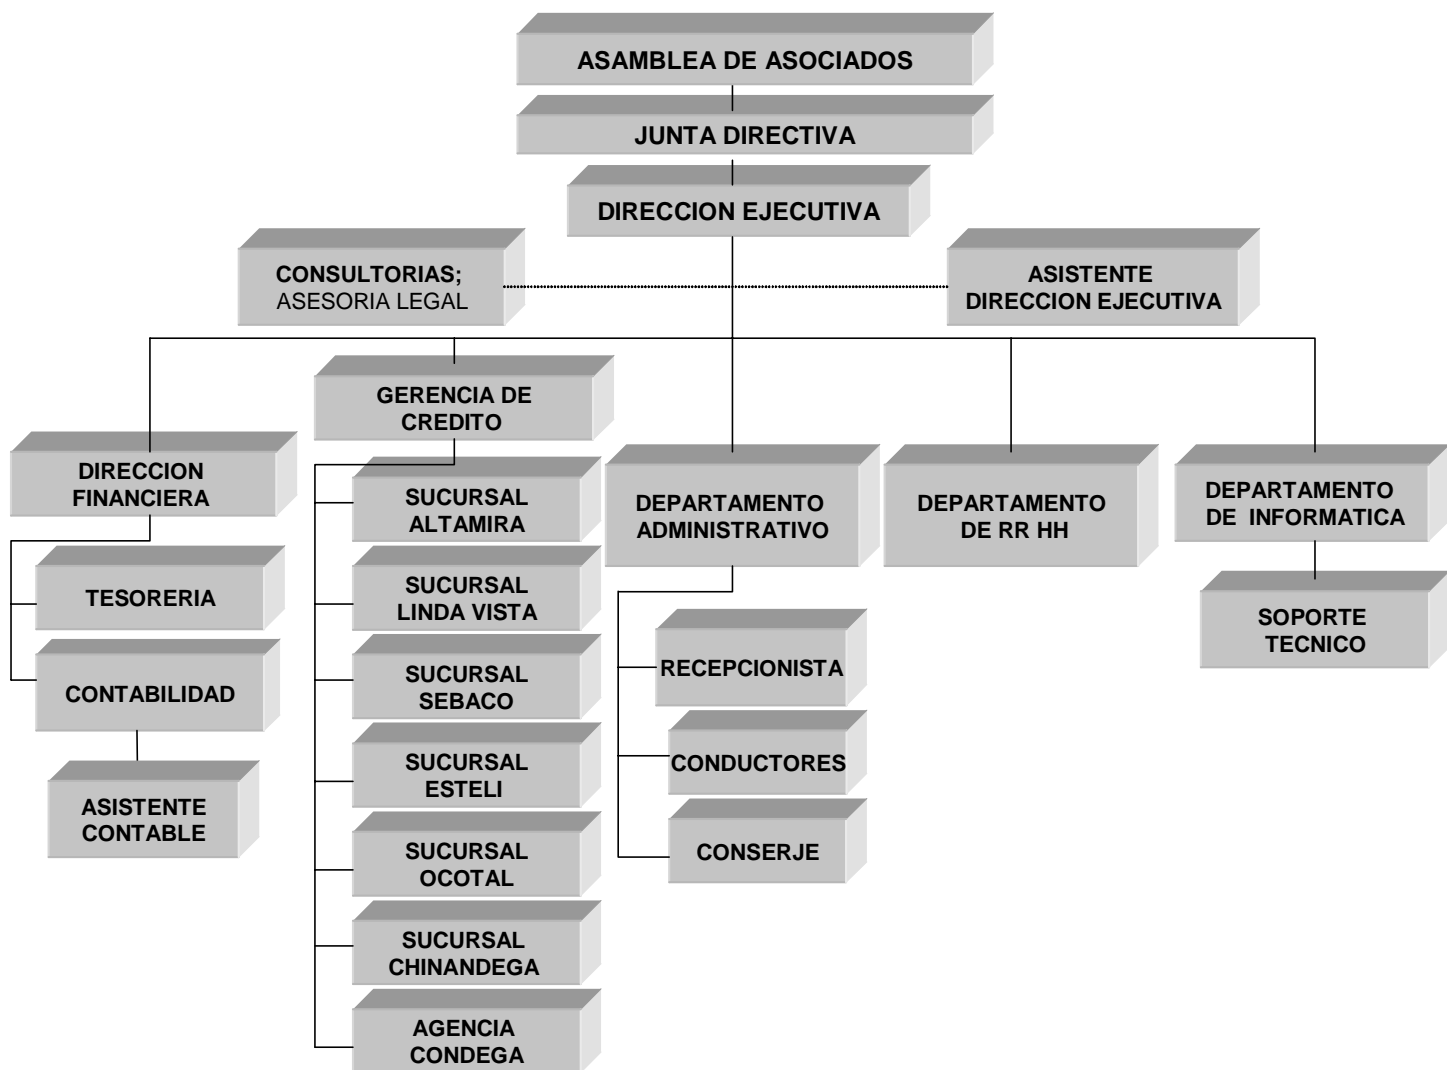 ASAMBLEA DE ASOCIADOS
JUNTA DIRECTIVA
DIRECCION EJECUTIVA
CONSULTORIAS;
ASESORIA LEGAL
ASISTENTE
DIRECCION EJECUTIVA
GERENCIA DE
CREDITO
DIRECCION
FINANCIERA
TESORERIA
CONTABILIDAD
ASISTENTE
CONTABLE
SUCURSAL
ALTAMIRA
SUCURSAL
LINDA VISTA
SUCURSAL
SEBACO
SUCURSAL
ESTELI
SUCURSAL
OCOTAL
SUCURSAL
CHINANDEGA
AGENCIA
CONDEGA
DEPARTAMENTO
ADMINISTRATIVO
RECEPCIONISTA
CONDUCTORES
CONSERJE
DEPARTAMENTO
DE RR HH
DEPARTAMENTO
DE INFORMATICA
SOPORTE
TECNICO